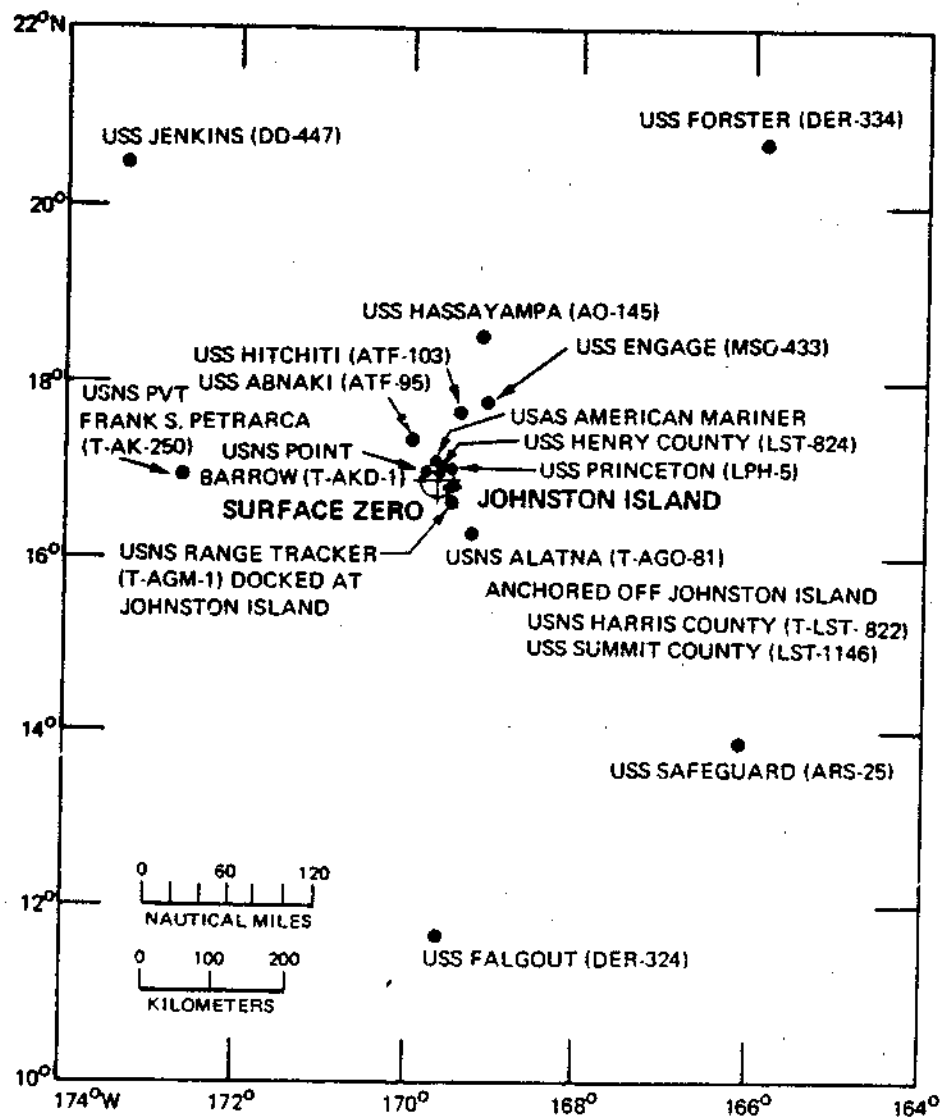 22°N
USS JENKINS (DD-447)
USS FORSTER (DER-334)
20°
USS HASSAYAMPA (AO-145)
USS HITCHITI (ATF-103)
USS ENGAGE (MSO-433)
USS ABNAKI (ATF-95)
18°
USNS PVT
FRANK S. PETRARCA
(T-AK-250)
USAS AMERICAN MARINER
USS HENRY COUNTY (LST-824)
USNS POINT
BARROW (T-AKD-1)
USS PRINCETON (LPH-5)
SURFACE ZERO
JOHNSTON ISLAND
16°
USNS RANGE TRACKER
(T-AGM-1) DOCKED AT
JOHNSTON ISLAND
USNS ALATNA (T-AGO-81)
ANCHORED OFF JOHNSTON ISLAND
USNS HARRIS COUNTY (T-LST-822)
USS SUMMIT COUNTY (LST-1146)
14°
USS SAFEGUARD (ARS-25)
0 60 120
NAUTICAL MILES
12°
0 100 200
KILOMETERS
USS FALGOUT (DER-324)
10°
174°W 172° 170° 168° 166° 164°